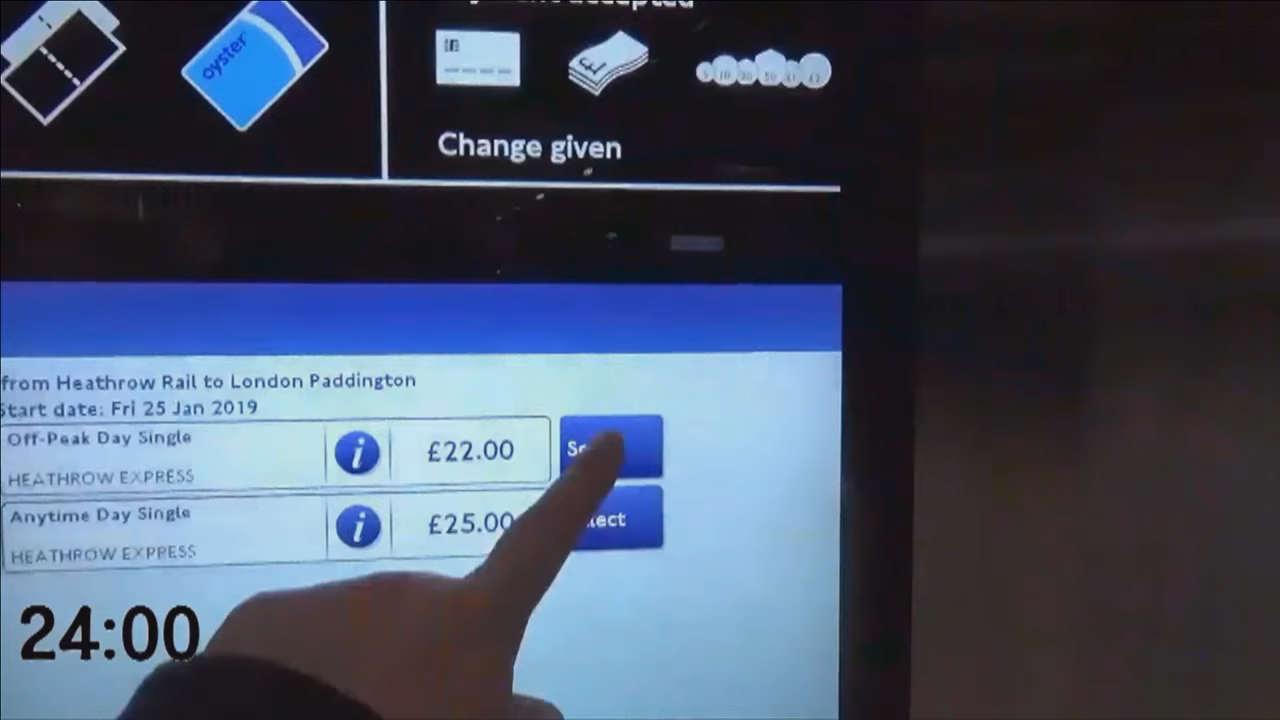 oyster
accepted
£
Change given
from Heathrow Rail to London Paddington
Start date: Fri 25 Jan 2019
Off-Peak Day Single
i
£22.00
HEATHROW EXPRESS
Anytime Day Single
i
£25.00
HEATHROW EXPRESS
24:00